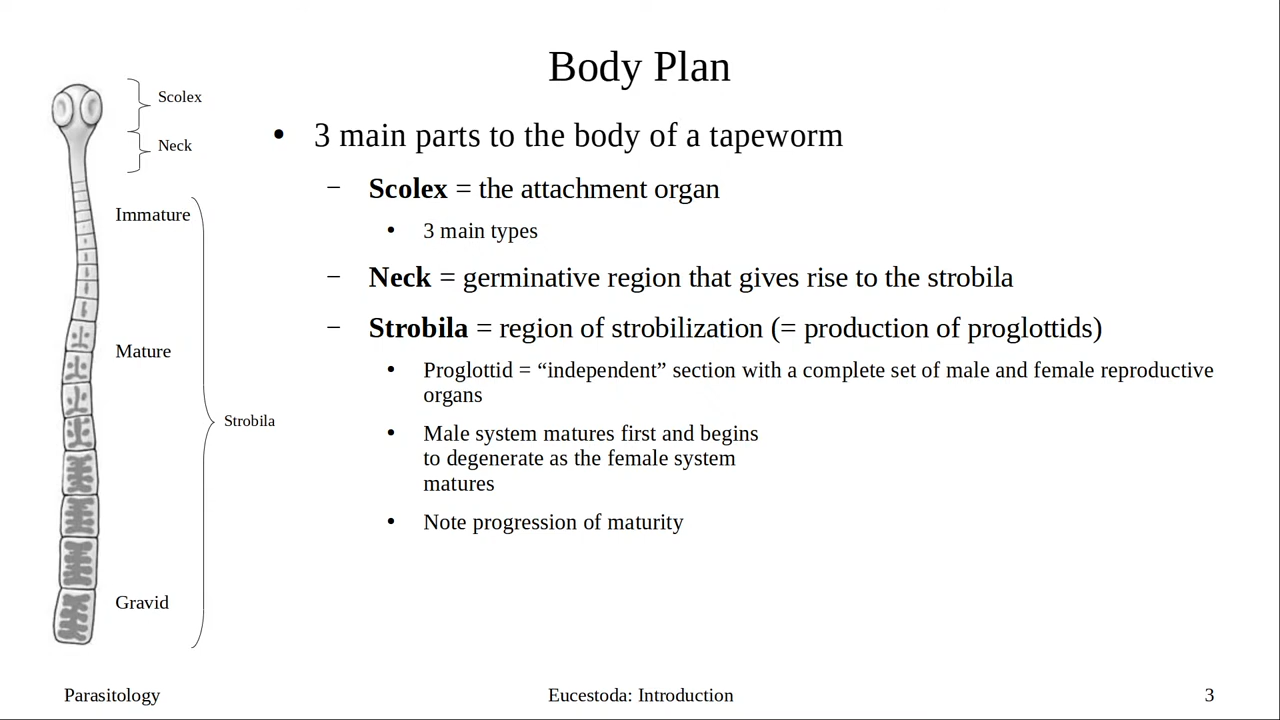 Body Plan
Scolex
Neck
Immature
Mature
Strobila
Gravid
• 3 main parts to the body of a tapeworm
– Scolex = the attachment organ
• 3 main types
– Neck = germinative region that gives rise to the strobila
– Strobila = region of strobilization (= production of proglottids)
• Proglottid = “independent” section with a complete set of male and female reproductive
organs
• Male system matures first and begins
to degenerate as the female system
matures
• Note progression of maturity
Parasitology
Eucestoda: Introduction
3